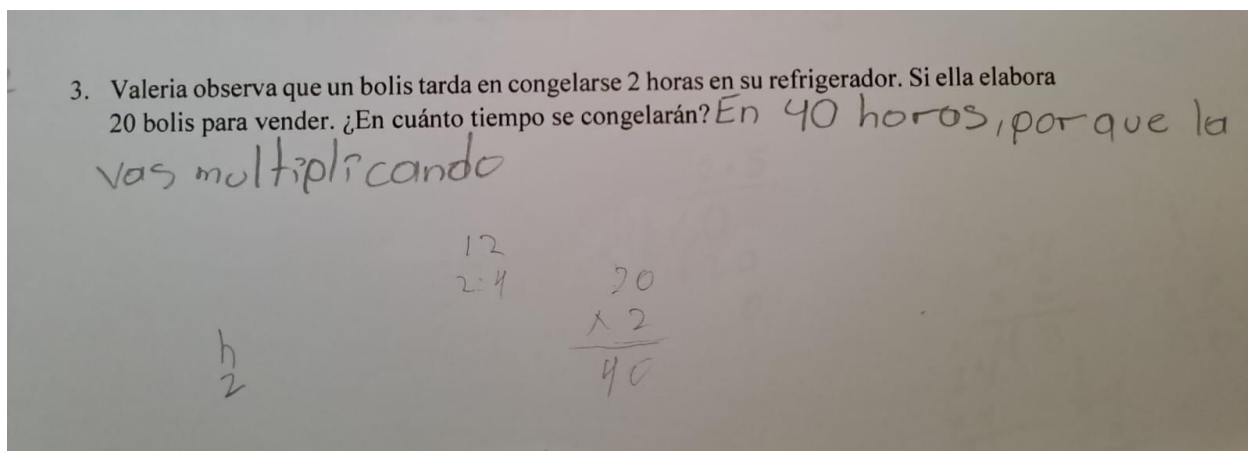 3. Valeria observa que un bolis tarda en congelarse 2 horas en su refrigerador. Si ella elabora
20 bolis para vender. ¿En cuánto tiempo se congelarán? En 40 horas, porque la
vas multiplicando
12
2:4
20
x 2
40
h
2